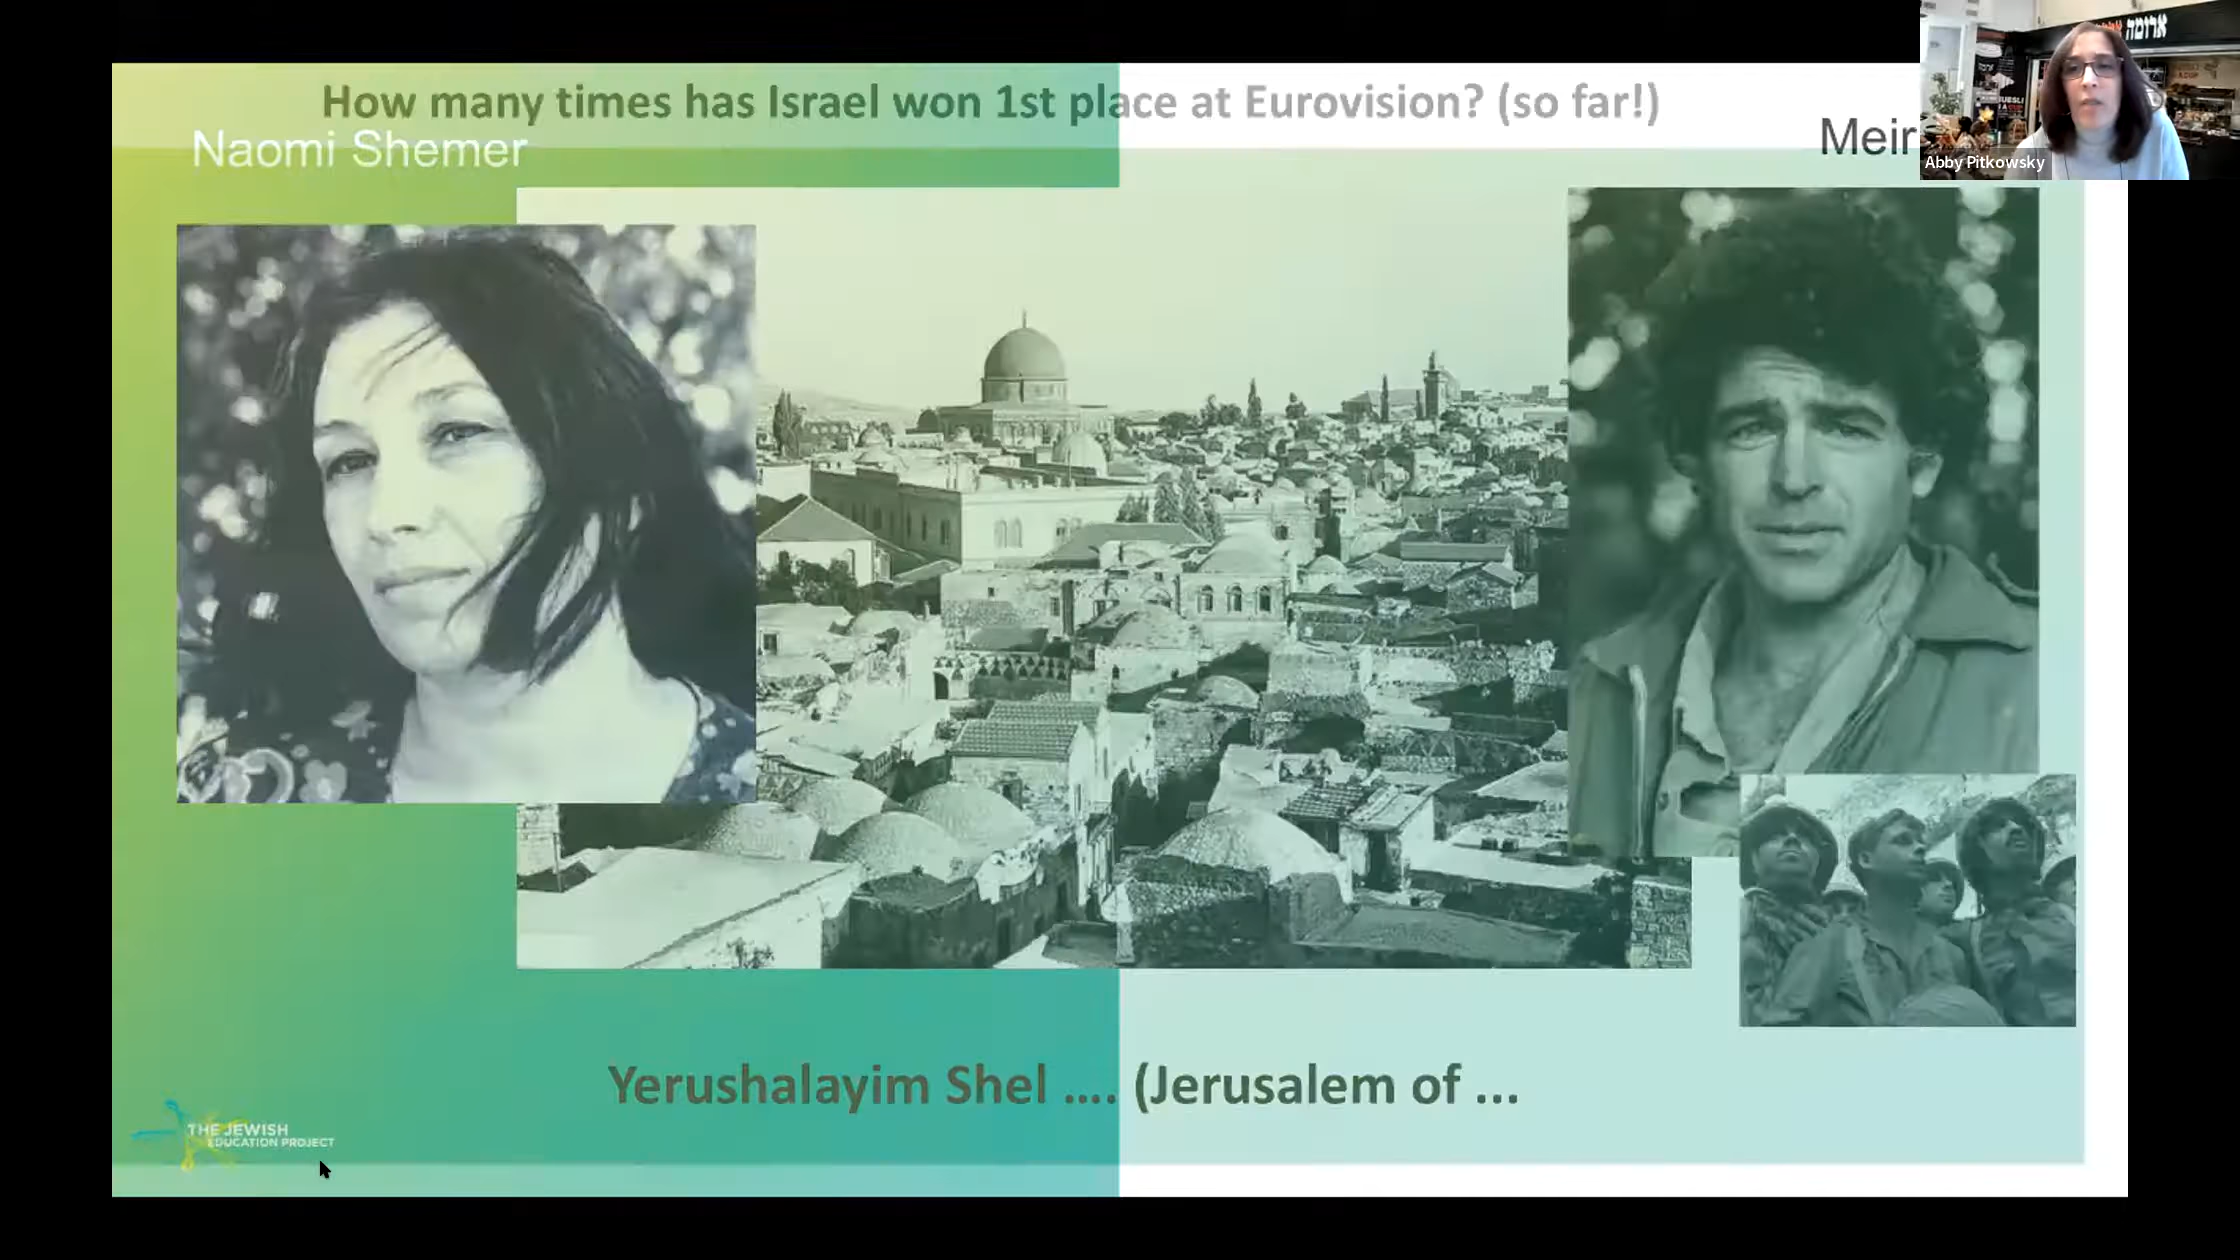 How many times has Israel won 1st place at Eurovision? (so far!)
Naomi Shemer
Meir
ארומה
Abby Pitkowsky
Yerushalayim Shel .... (Jerusalem of ...
THE JEWISH
EDUCATION PROJECT